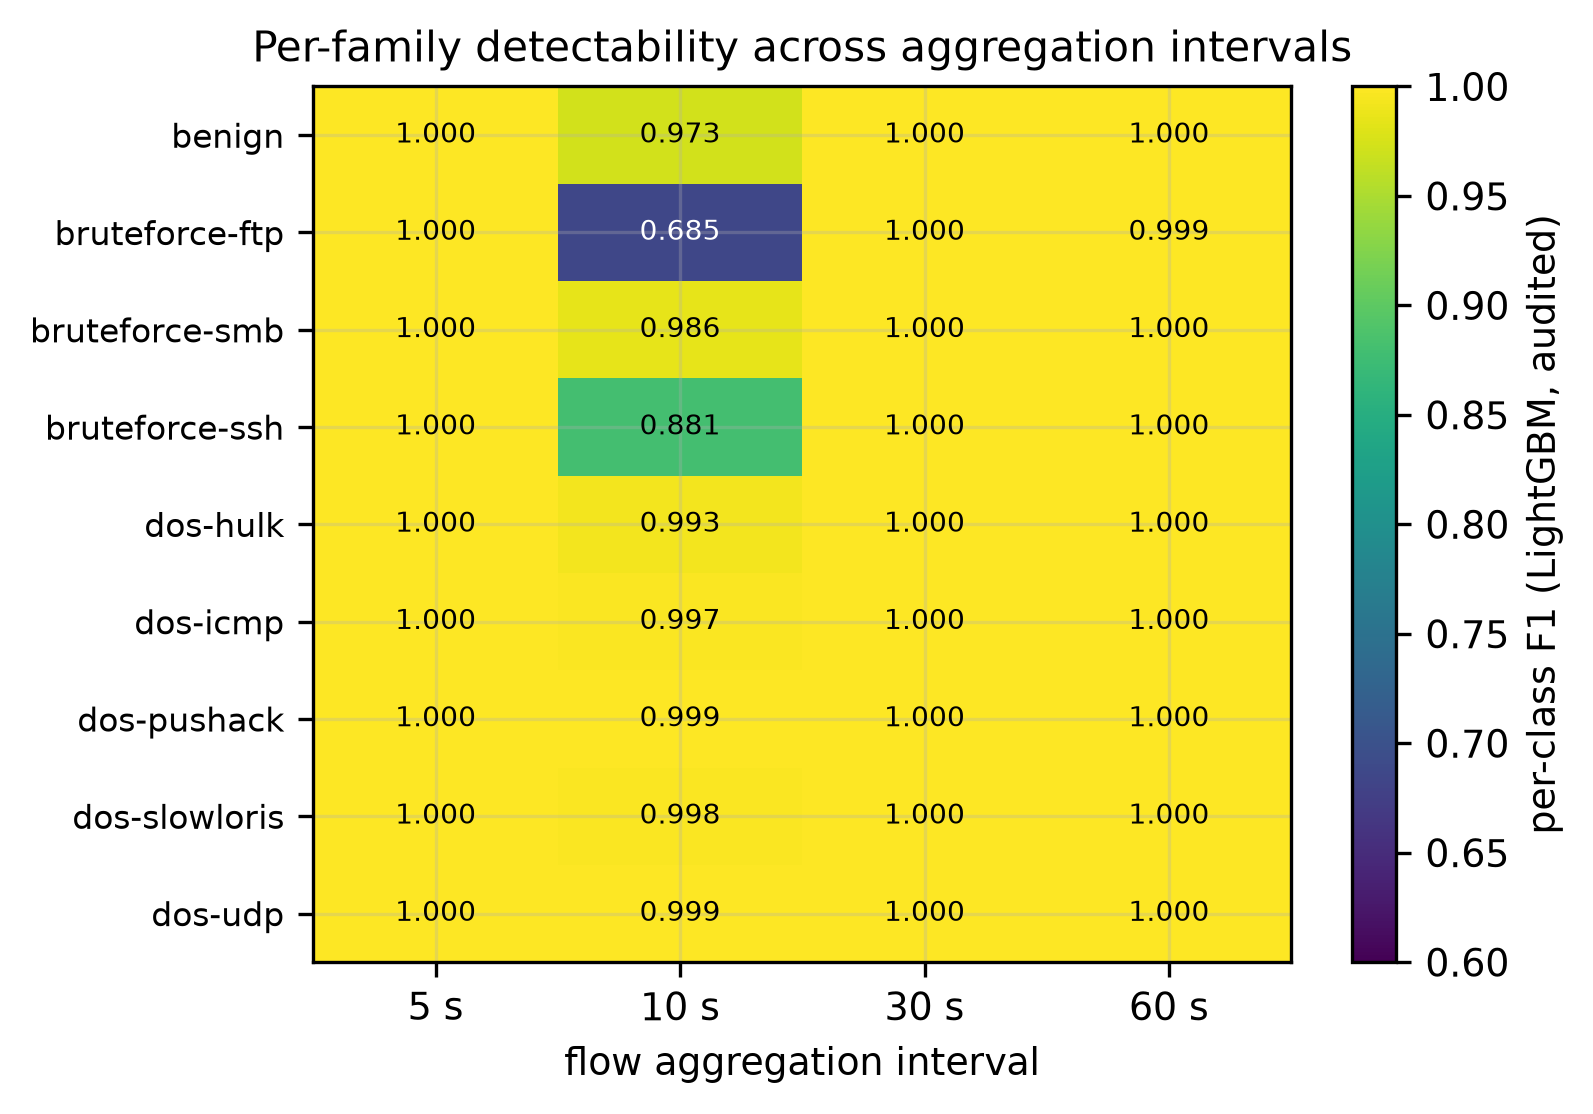 Per-family detectability across aggregation intervals
benign 1.000 0.973 1.000 1.000
bruteforce-ftp 1.000 0.685 1.000 0.999
bruteforce-smb 1.000 0.986 1.000 1.000
bruteforce-ssh 1.000 0.881 1.000 1.000
dos-hulk 1.000 0.993 1.000 1.000
dos-icmp 1.000 0.997 1.000 1.000
dos-pushack 1.000 0.999 1.000 1.000
dos-slowloris 1.000 0.998 1.000 1.000
dos-udp 1.000 0.999 1.000 1.000
5 s 10 s 30 s 60 s
flow aggregation interval
1.00
0.95
0.90
0.85
0.80
0.75
0.70
0.65
0.60
per-class F1 (LightGBM, audited)